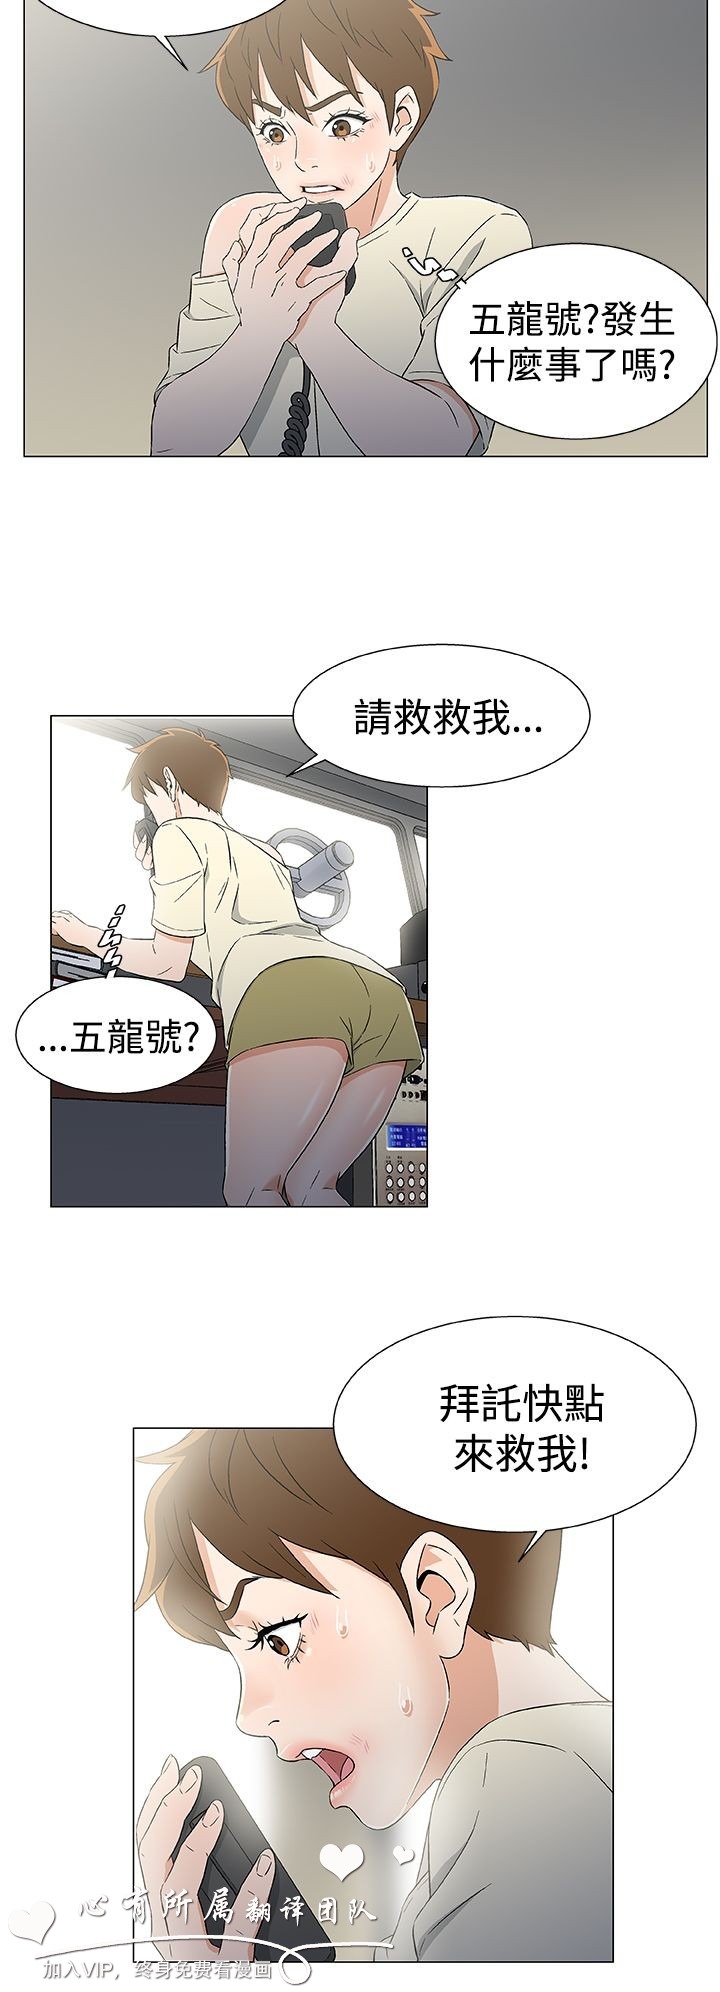 五龍號?發生
什麼事了嗎?
請救救我...
...五龍號?
拜託快點
來救我!
心有所属翻译团队
加入VIP，终身免费看漫画